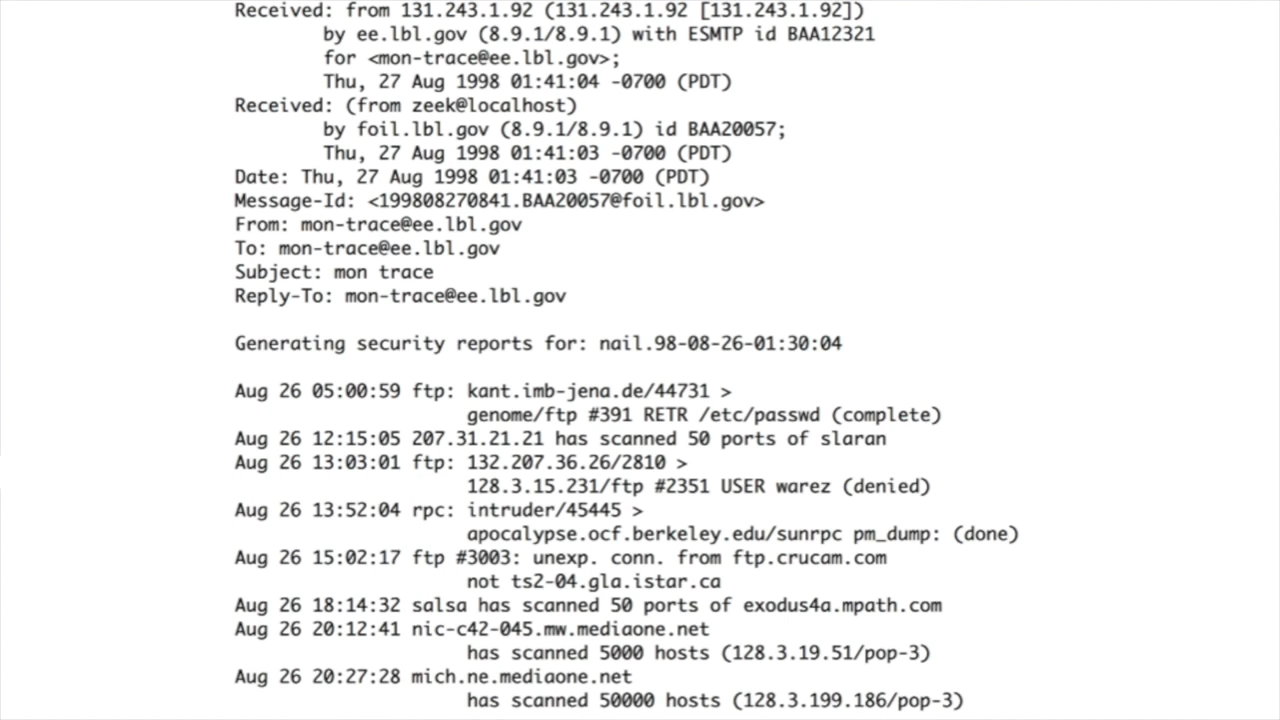 Received: from 131.243.1.92 (131.243.1.92 [131.243.1.92])
by ee.lbl.gov (8.9.1/8.9.1) with ESMTP id BAA12321
for <mon-trace@ee.lbl.gov>;
Thu, 27 Aug 1998 01:41:04 -0700 (PDT)
Received: (from zeek@localhost)
by foil.lbl.gov (8.9.1/8.9.1) id BAA20057;
Thu, 27 Aug 1998 01:41:03 -0700 (PDT)
Date: Thu, 27 Aug 1998 01:41:03 -0700 (PDT)
Message-Id: <199808270841.BAA20057@foil.lbl.gov>
From: mon-trace@ee.lbl.gov
To: mon-trace@ee.lbl.gov
Subject: mon trace
Reply-To: mon-trace@ee.lbl.gov
Generating security reports for: nail.98-08-26-01:30:04
Aug 26 05:00:59 ftp: kant.imb-jena.de/44731 >
genome/ftp #391 RETR /etc/passwd (complete)
Aug 26 12:15:05 207.31.21.21 has scanned 50 ports of slaran
Aug 26 13:03:01 ftp: 132.207.36.26/2810 >
128.3.15.231/ftp #2351 USER warez (denied)
Aug 26 13:52:04 rpc: intruder/45445 >
apocalypse.ocf.berkeley.edu/sunrpc pm_dump: (done)
Aug 26 15:02:17 ftp #3003: unexp. conn. from ftp.crucam.com
not ts2-04.gla.istar.ca
Aug 26 18:14:32 salsa has scanned 50 ports of exodus4a.mpath.com
Aug 26 20:12:41 nic-c42-045.mw.mediaone.net
has scanned 5000 hosts (128.3.19.51/pop-3)
Aug 26 20:27:28 mich.ne.mediaone.net
has scanned 50000 hosts (128.3.199.186/pop-3)